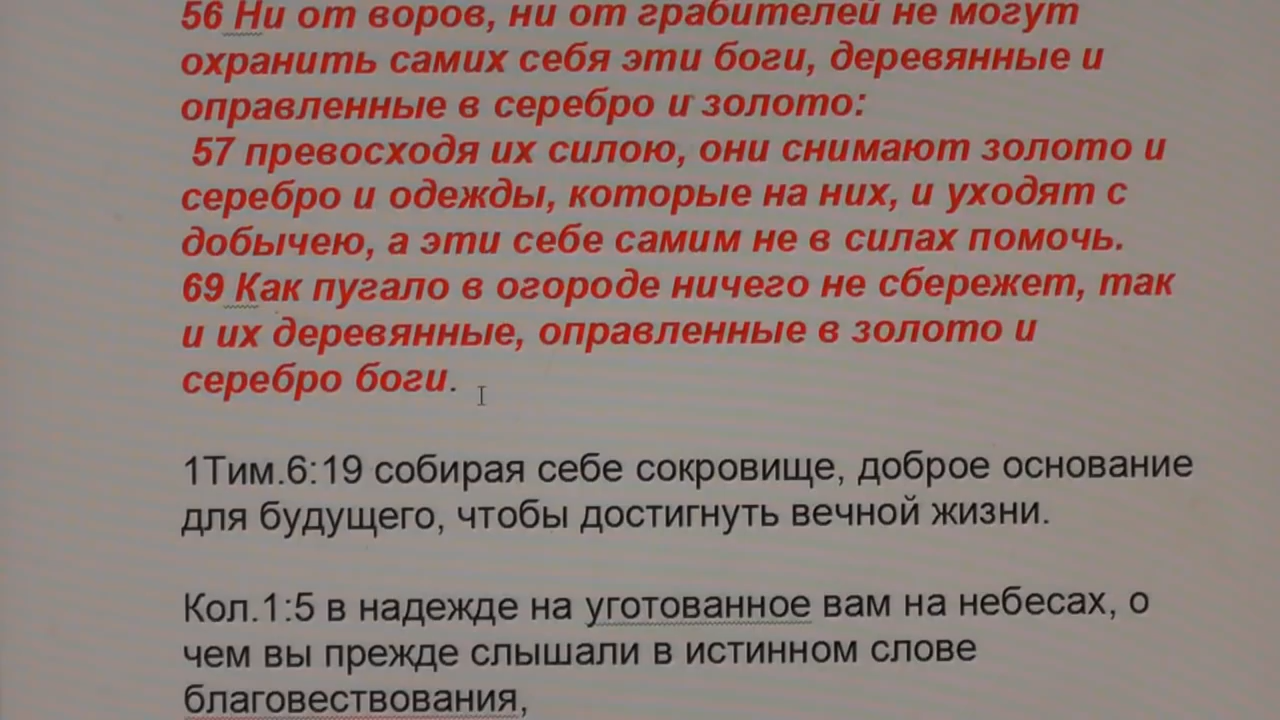 56 Ни от воров, ни от грабителей не могут
охранить самих себя эти боги, деревянные и
оправленные в серебро и золото:
57 превосходя их силою, они снимают золото и
серебро и одежды, которые на них, и уходят с
добычею, а эти себе самим не в силах помочь.
69 Как пугало в огороде ничего не сбережет, так
и их деревянные, оправленные в золото и
серебро боги.
1Тим.6:19 собирая себе сокровище, доброе основание
для будущего, чтобы достигнуть вечной жизни.
Кол.1:5 в надежде на уготованное вам на небесах, о
чем вы прежде слышали в истинном слове
благовествования,